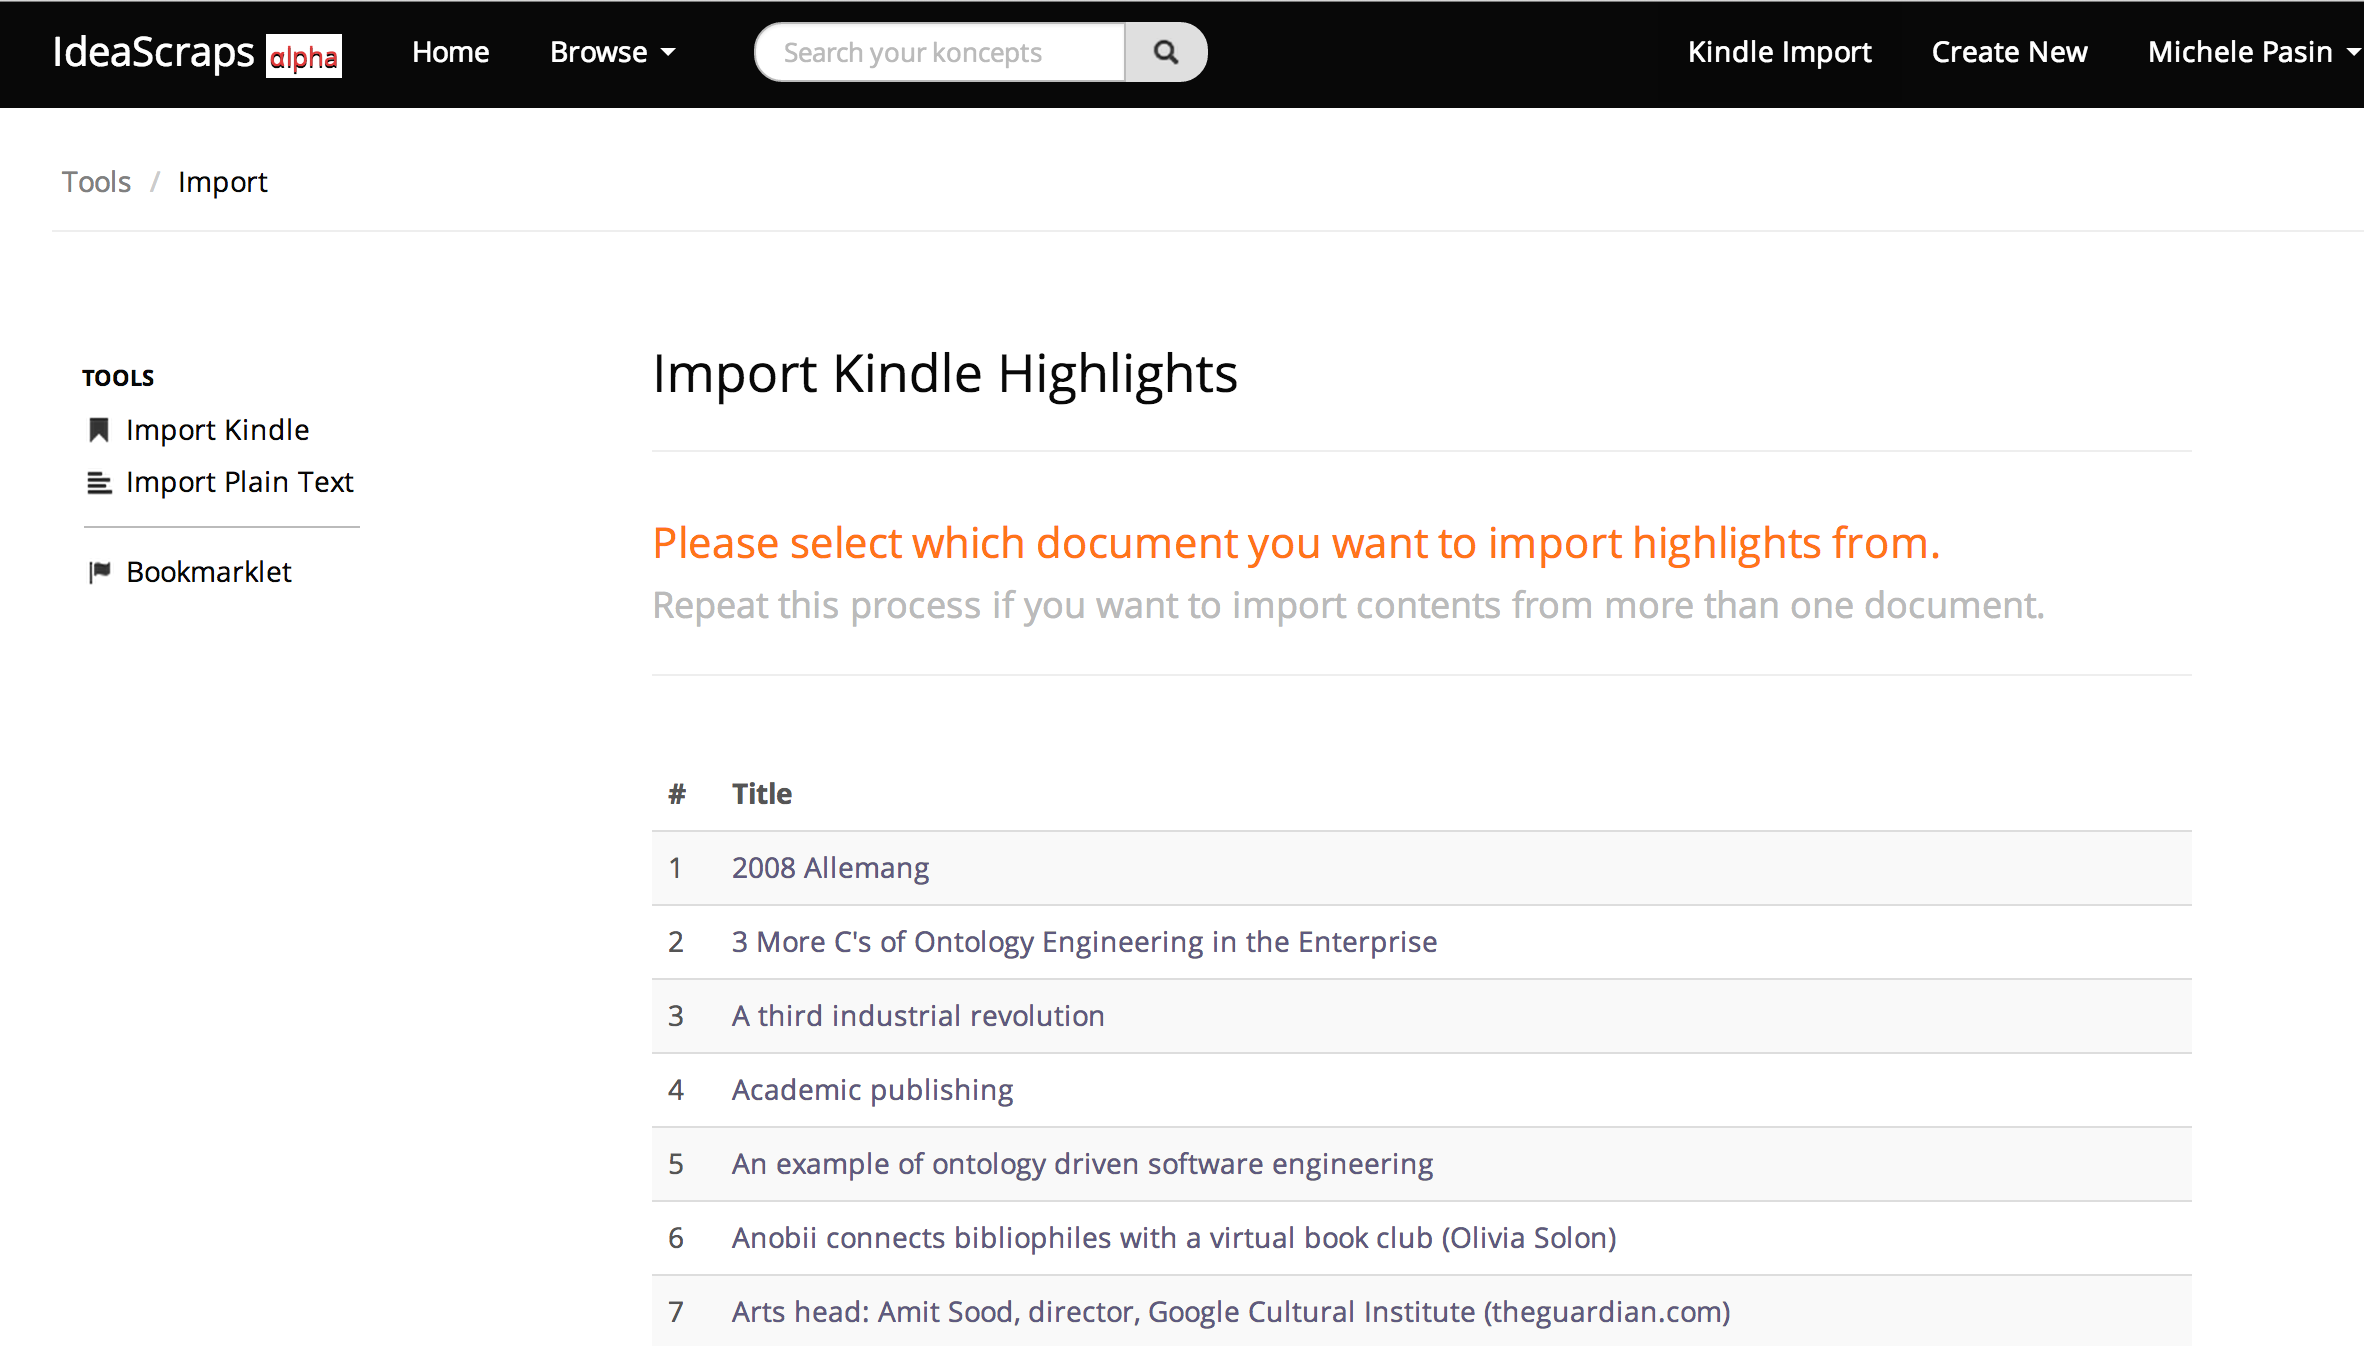 IdeaScraps αlpha Home Browse Search your koncepts Kindle Import Create New Michele Pasin
Tools / Import
TOOLS
Import Kindle
Import Plain Text
Bookmarklet
Import Kindle Highlights
Please select which document you want to import highlights from.
Repeat this process if you want to import contents from more than one document.
# Title
1 2008 Allemang
2 3 More C's of Ontology Engineering in the Enterprise
3 A third industrial revolution
4 Academic publishing
5 An example of ontology driven software engineering
6 Anobii connects bibliophiles with a virtual book club (Olivia Solon)
7 Arts head: Amit Sood, director, Google Cultural Institute (theguardian.com)